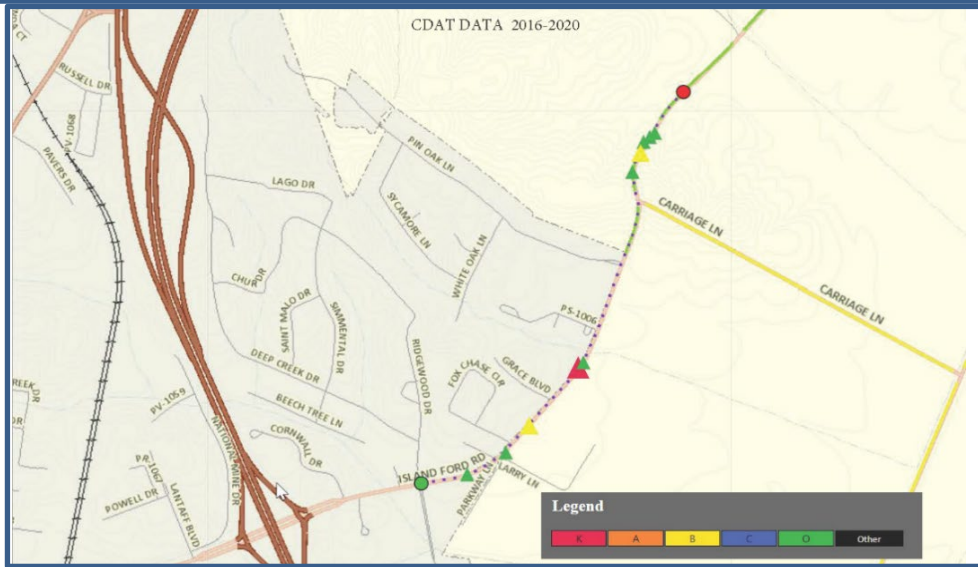 CDAT DATA 2016-2020
RUSSELL DR
PV-1068
PAVERS DR
PIN OAK LN
LAGO DR
SYCAMORE LN
WHITE OAK LN
CARRIAGE LN
CARRIAGE LN
DR
SAINT MALO DR
SIMMENTAL DR
PS-1006
RIDGEWOOD DR
DEEP CREEK DR
FOX CHASE CIR
GRACE BLVD
PV-1059
BEECH TREE LN
CORNWALL DR
NATIONAL MINE DR
ISLAND FORD RD
PARKWAY LN
LARRY LN
PR-1067
POWELL DR
LANTAFF BLVD
Legend
K A B C O Other